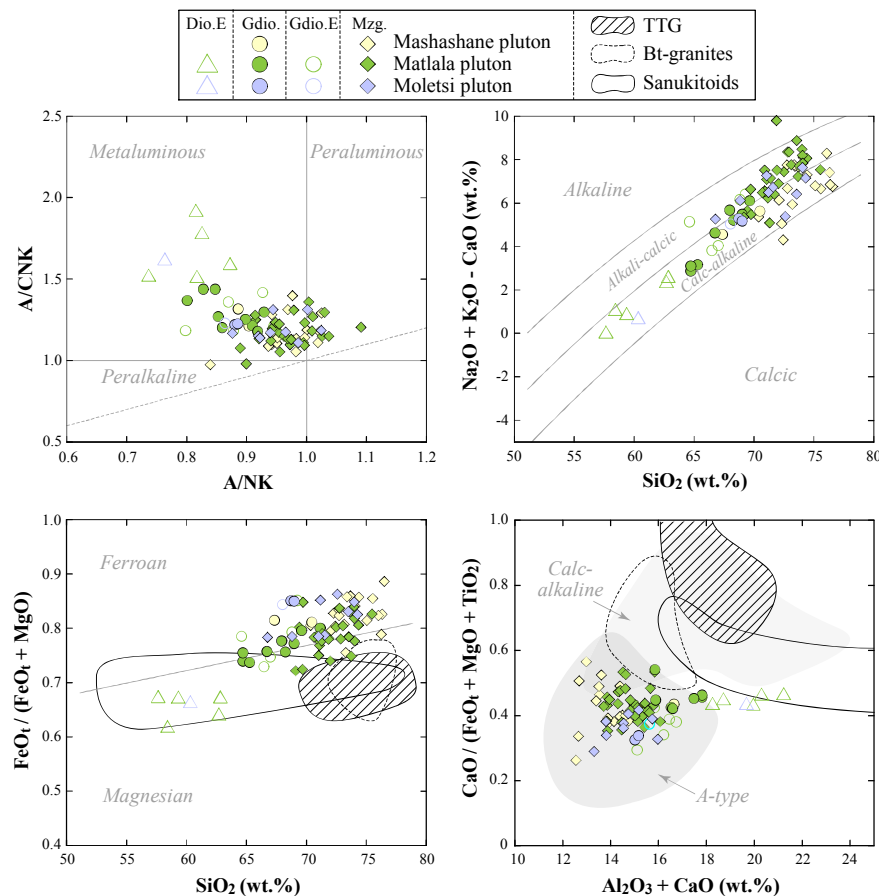 Dio.E Gdio. Gdio.E Mzg.
Mashashane pluton
Matlala pluton
Moletsi pluton
TTG
Bt-granites
Sanukitoids
2.5
2.0
1.5
1.0
0.5
A/CNK
Metaluminous
Peraluminous
Peralkaline
0.6 0.7 0.8 0.9 1.0 1.1 1.2
A/NK
10
8
6
4
2
0
-2
-4
Na₂O + K₂O - CaO (wt.%)
Alkaline
Alkali-calcic
Calc-alkaline
Calcic
50 55 60 65 70 75 80
SiO₂ (wt.%)
1.0
0.9
0.8
0.7
0.6
0.5
0.4
FeOₜ / (FeOₜ + MgO)
Ferroan
Magnesian
50 55 60 65 70 75 80
SiO₂ (wt.%)
1.0
0.8
0.6
0.4
0.2
0.0
CaO / (FeOₜ + MgO + TiO₂)
Calc-
alkaline
A-type
10 12 14 16 18 20 22 24
Al₂O₃ + CaO (wt.%)